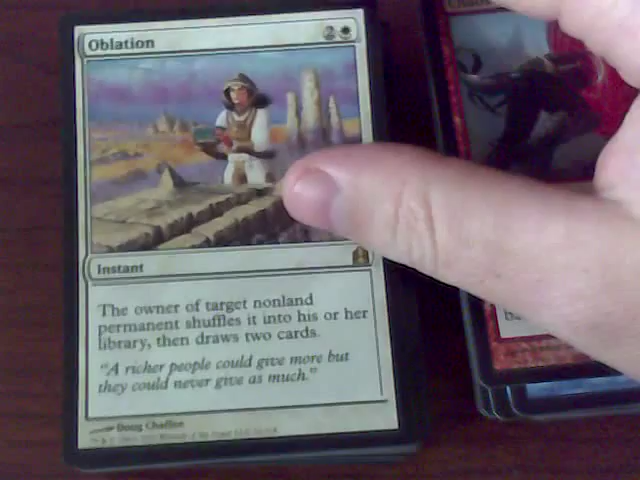 Oblation
2
Instant
The owner of target nonland
permanent shuffles it into his or her
library, then draws two cards.
"A richer people could give more but
they could never give as much."
Doug Chaffee